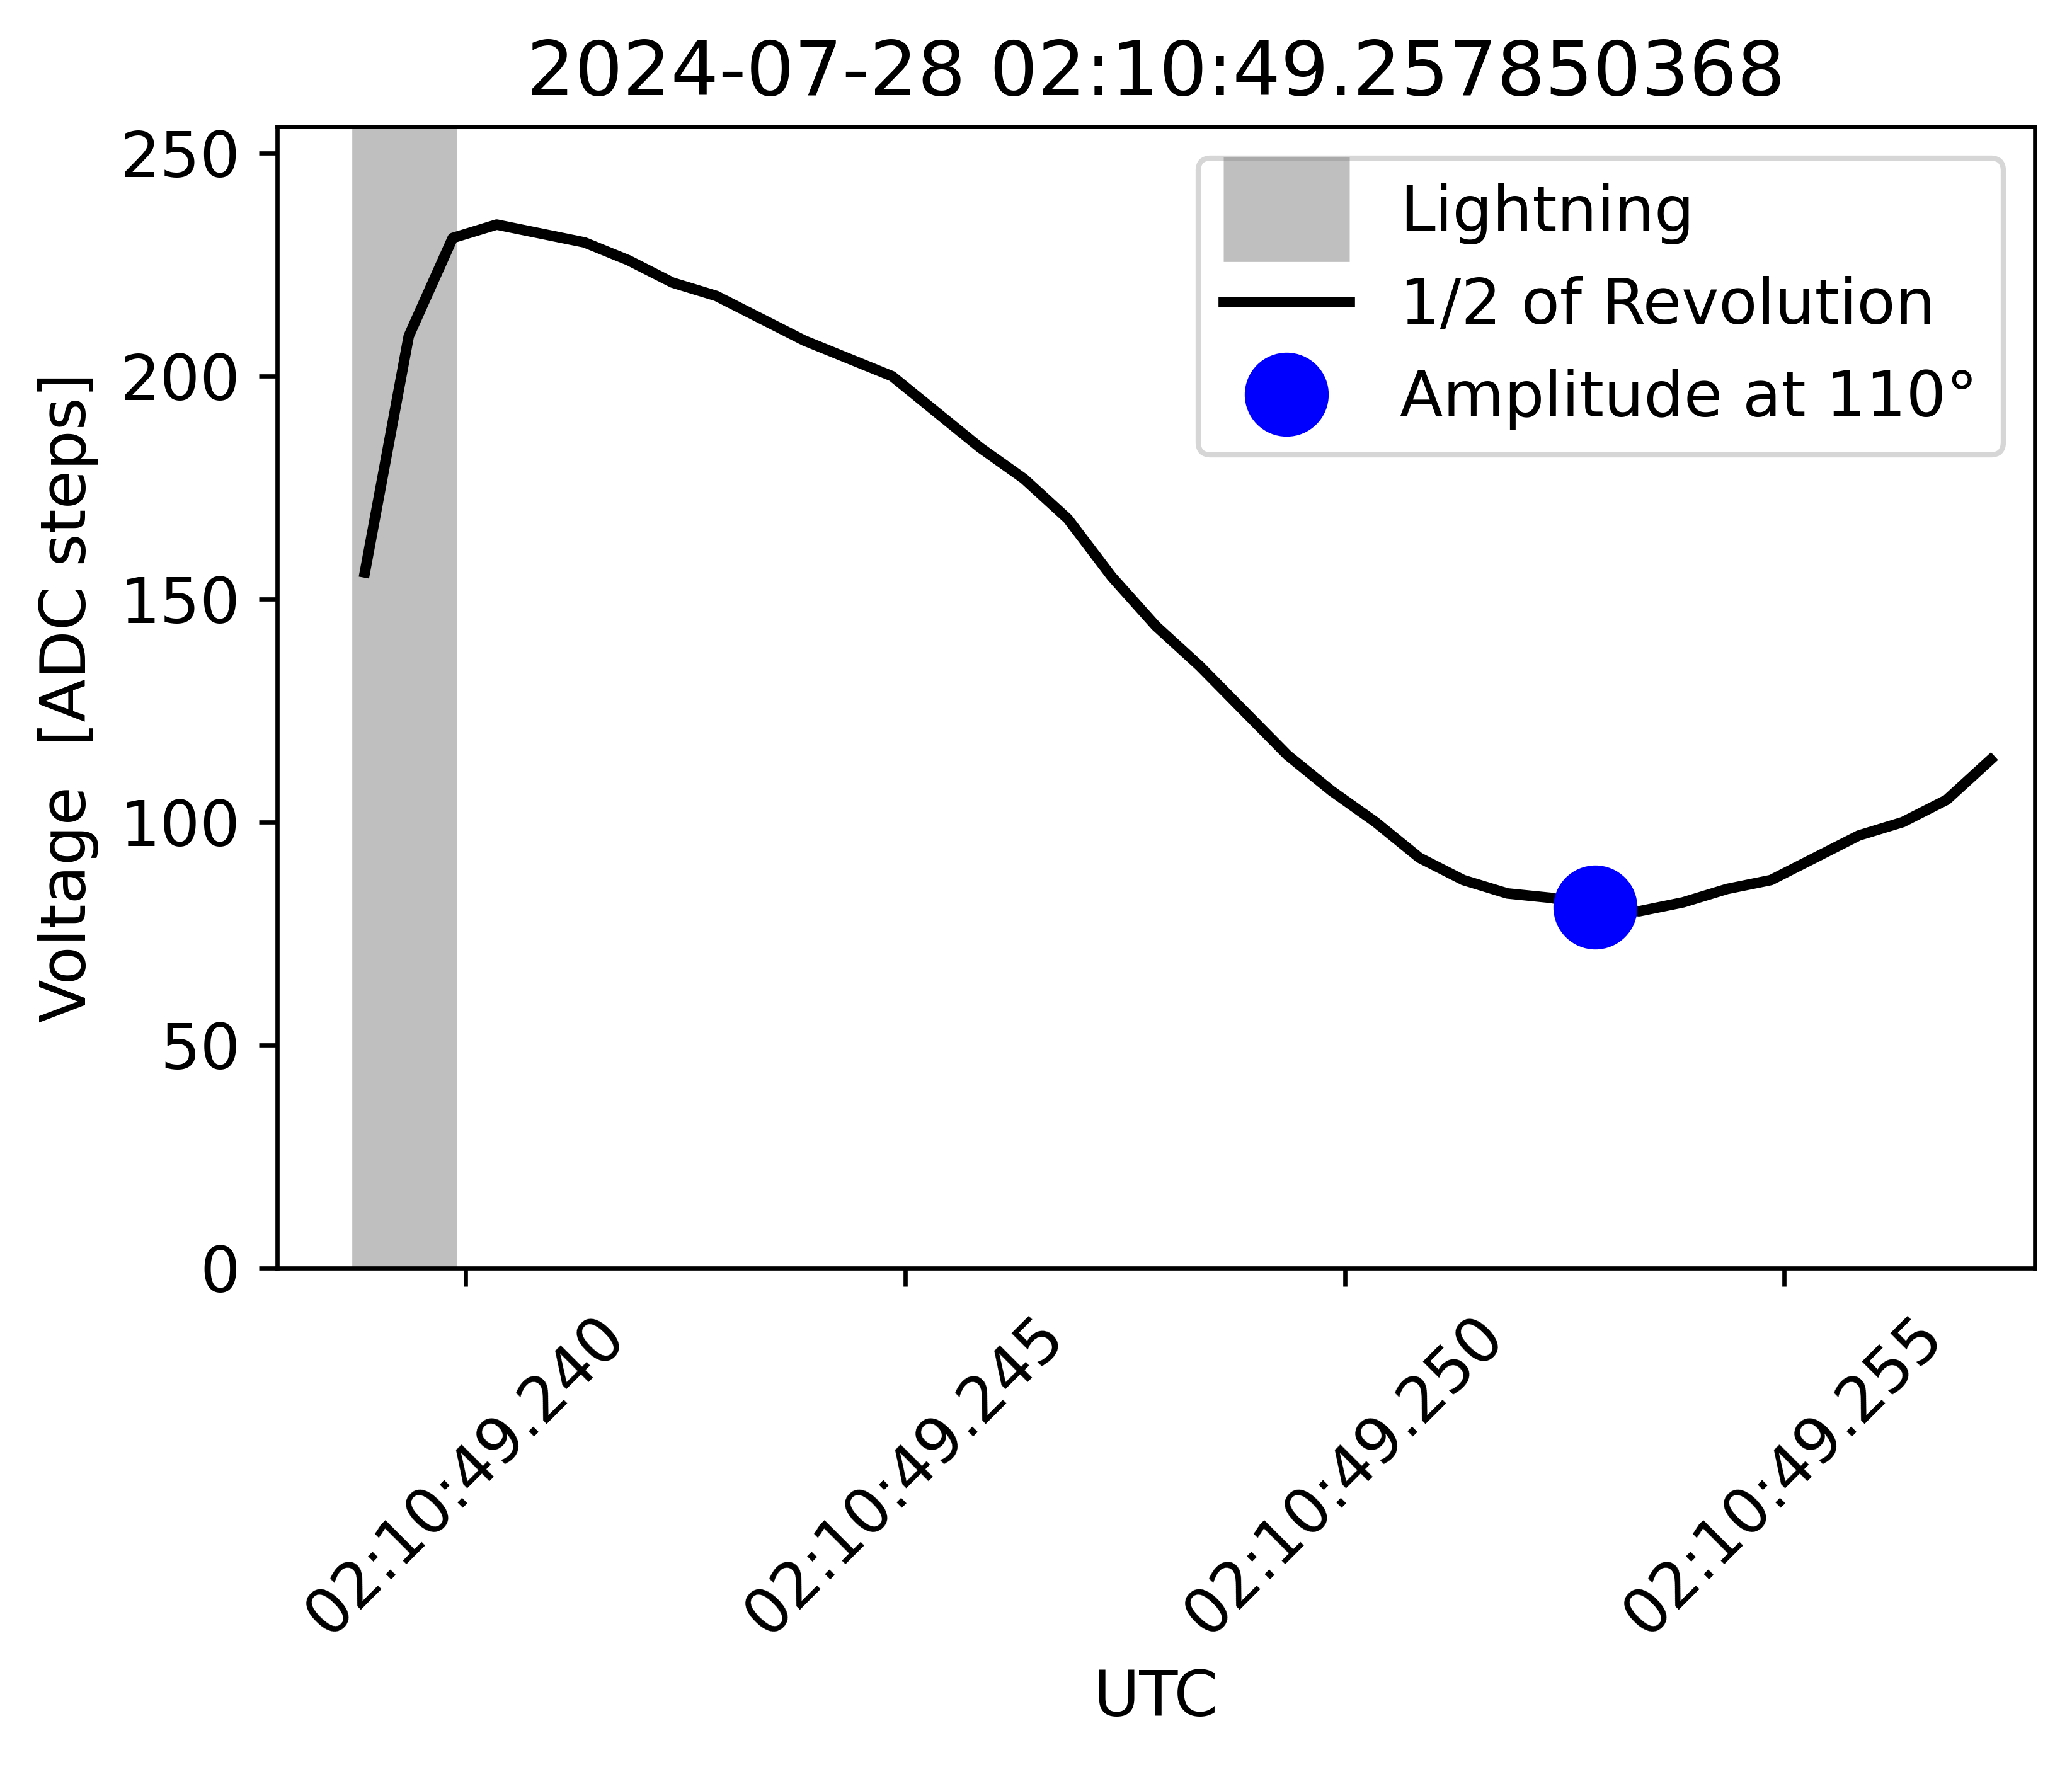 2024-07-28 02:10:49.257850368
250
200
150
100
50
0
Voltage [ADC steps]
Lightning
1/2 of Revolution
Amplitude at 110°
02:10:49.240
02:10:49.245
02:10:49.250
02:10:49.255
UTC